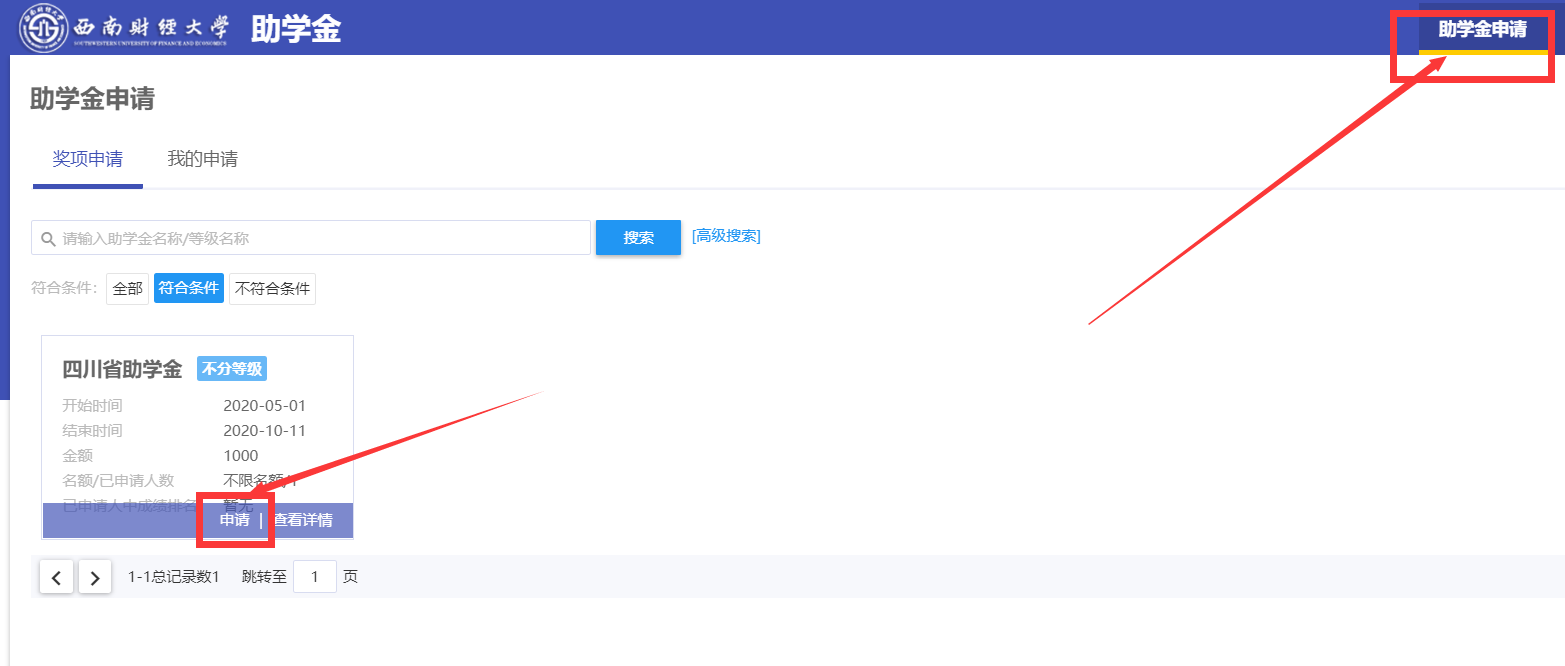 西南财经大学 助学金 助学金申请
SOUTHWESTERN UNIVERSITY OF FINANCE AND ECONOMICS
助学金申请
奖项申请 我的申请
请输入助学金名称/等级名称 搜索 [高级搜索]
符合条件: 全部 符合条件 不符合条件
四川省助学金 不分等级
开始时间 2020-05-01
结束时间 2020-10-11
金额 1000
名额/已申请人数 不限名额/1
已申请人中成绩排名 暂无
申请 | 查看详情
1-1总记录数1 跳转至 1 页